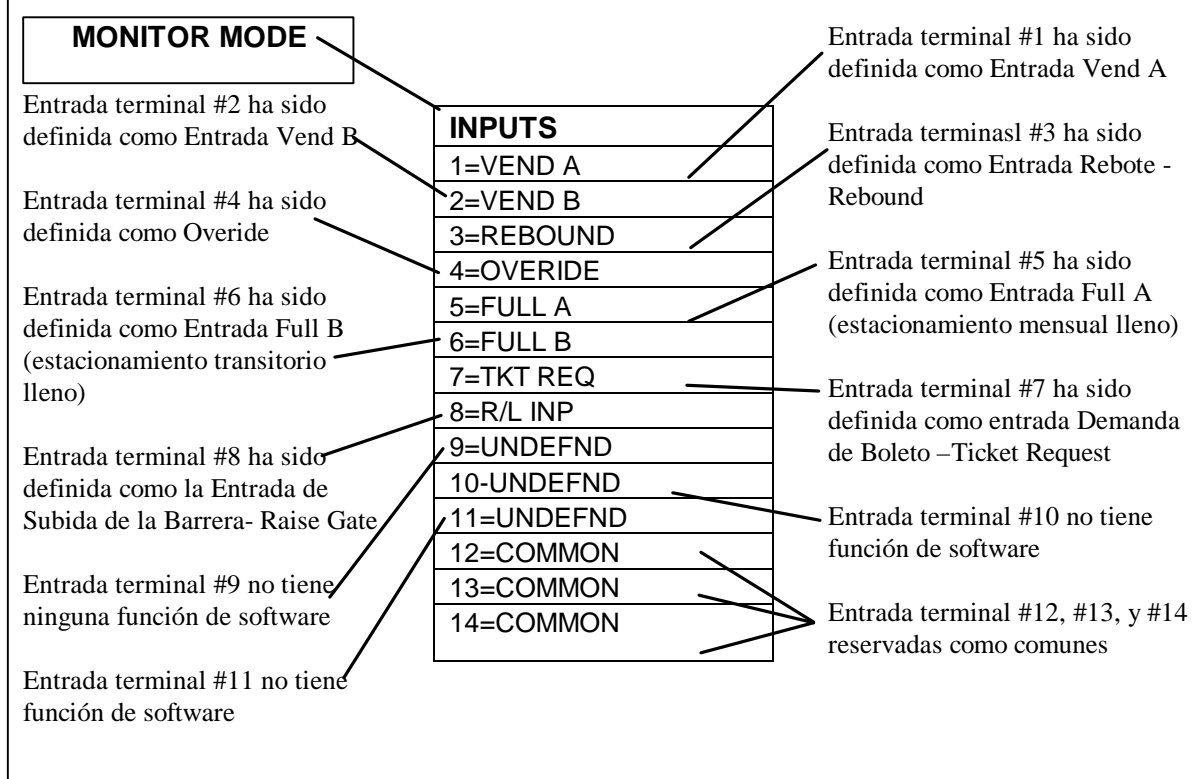 MONITOR MODE
Entrada terminal #2 ha sido
definida como Entrada Vend B
Entrada terminal #4 ha sido
definida como Overide
Entrada terminal #6 ha sido
definida como Entrada Full B
(estacionamiento transitorio
lleno)
Entrada terminal #8 ha sido
definida como la Entrada de
Subida de la Barrera- Raise Gate
Entrada terminal #9 no tiene
ninguna función de software
Entrada terminal #11 no tiene
función de software
INPUTS
1=VEND A
2=VEND B
3=REBOUND
4=OVERIDE
5=FULL A
6=FULL B
7=TKT REQ
8=R/L INP
9=UNDEFND
10-UNDEFND
11=UNDEFND
12=COMMON
13=COMMON
14=COMMON
Entrada terminal #1 ha sido
definida como Entrada Vend A
Entrada terminasl #3 ha sido
definida como Entrada Rebote -
Rebound
Entrada terminal #5 ha sido
definida como Entrada Full A
(estacionamiento mensual lleno)
Entrada terminal #7 ha sido
definida como entrada Demanda
de Boleto –Ticket Request
Entrada terminal #10 no tiene
función de software
Entrada terminal #12, #13, y #14
reservadas como comunes